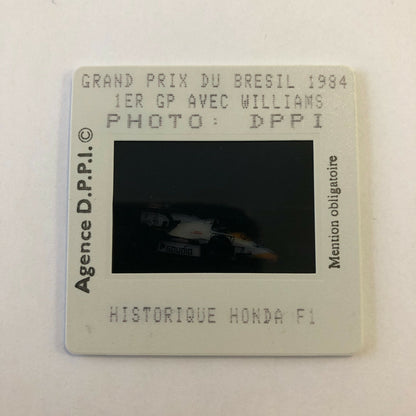 GRAND PRIX DU BRESIL 1984
1ER GP AVEC WILLIAMS
PHOTO: DPPI
Agence D.P.P.I. ©
Mention obligatoire
HISTORIQUE HONDA F1